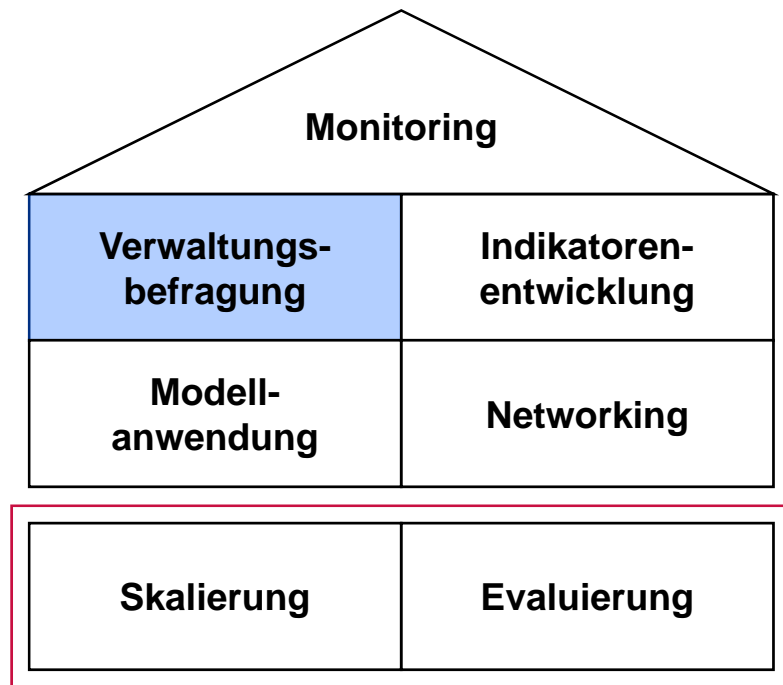 Monitoring
Verwaltungs-
befragung
Indikatoren-
entwicklung
Modell-
anwendung
Networking
Skalierung
Evaluierung